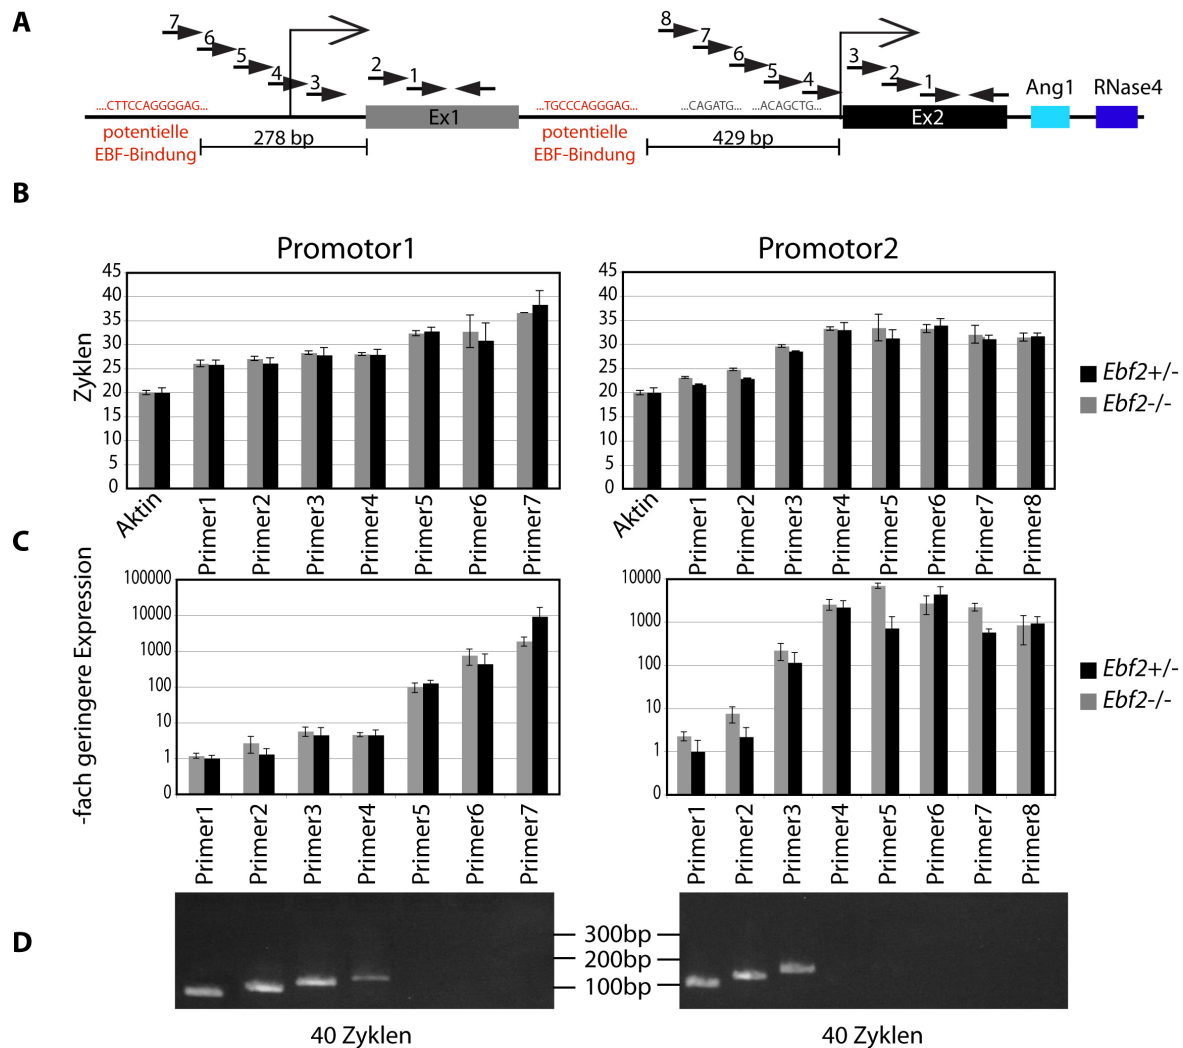 A
7 6 5 4 3 2 1
8 7 6 5 4 3 2 1
Ang1 RNase4
....CTTCCAGGGGAG... ...TGCCCAGGGAG... ...CAGATG... ...ACAGCTG...
Ex1 Ex2
potentielle EBF-Bindung
278 bp
potentielle EBF-Bindung
429 bp
B
Promotor1
Promotor2
Zyklen
45 40 35 30 25 20 15 10 5 0
Aktin Primer1 Primer2 Primer3 Primer4 Primer5 Primer6 Primer7
45 40 35 30 25 20 15 10 5 0
Aktin Primer1 Primer2 Primer3 Primer4 Primer5 Primer6 Primer7 Primer8
Ebf2+/-
Ebf2-/-
C
-fach geringere Expression
100000 10000 1000 100 10 1 0
Primer1 Primer2 Primer3 Primer4 Primer5 Primer6 Primer7
10000 1000 100 10 1 0
Primer1 Primer2 Primer3 Primer4 Primer5 Primer6 Primer7 Primer8
Ebf2+/-
Ebf2-/-
D
300bp
200bp
100bp
40 Zyklen
40 Zyklen